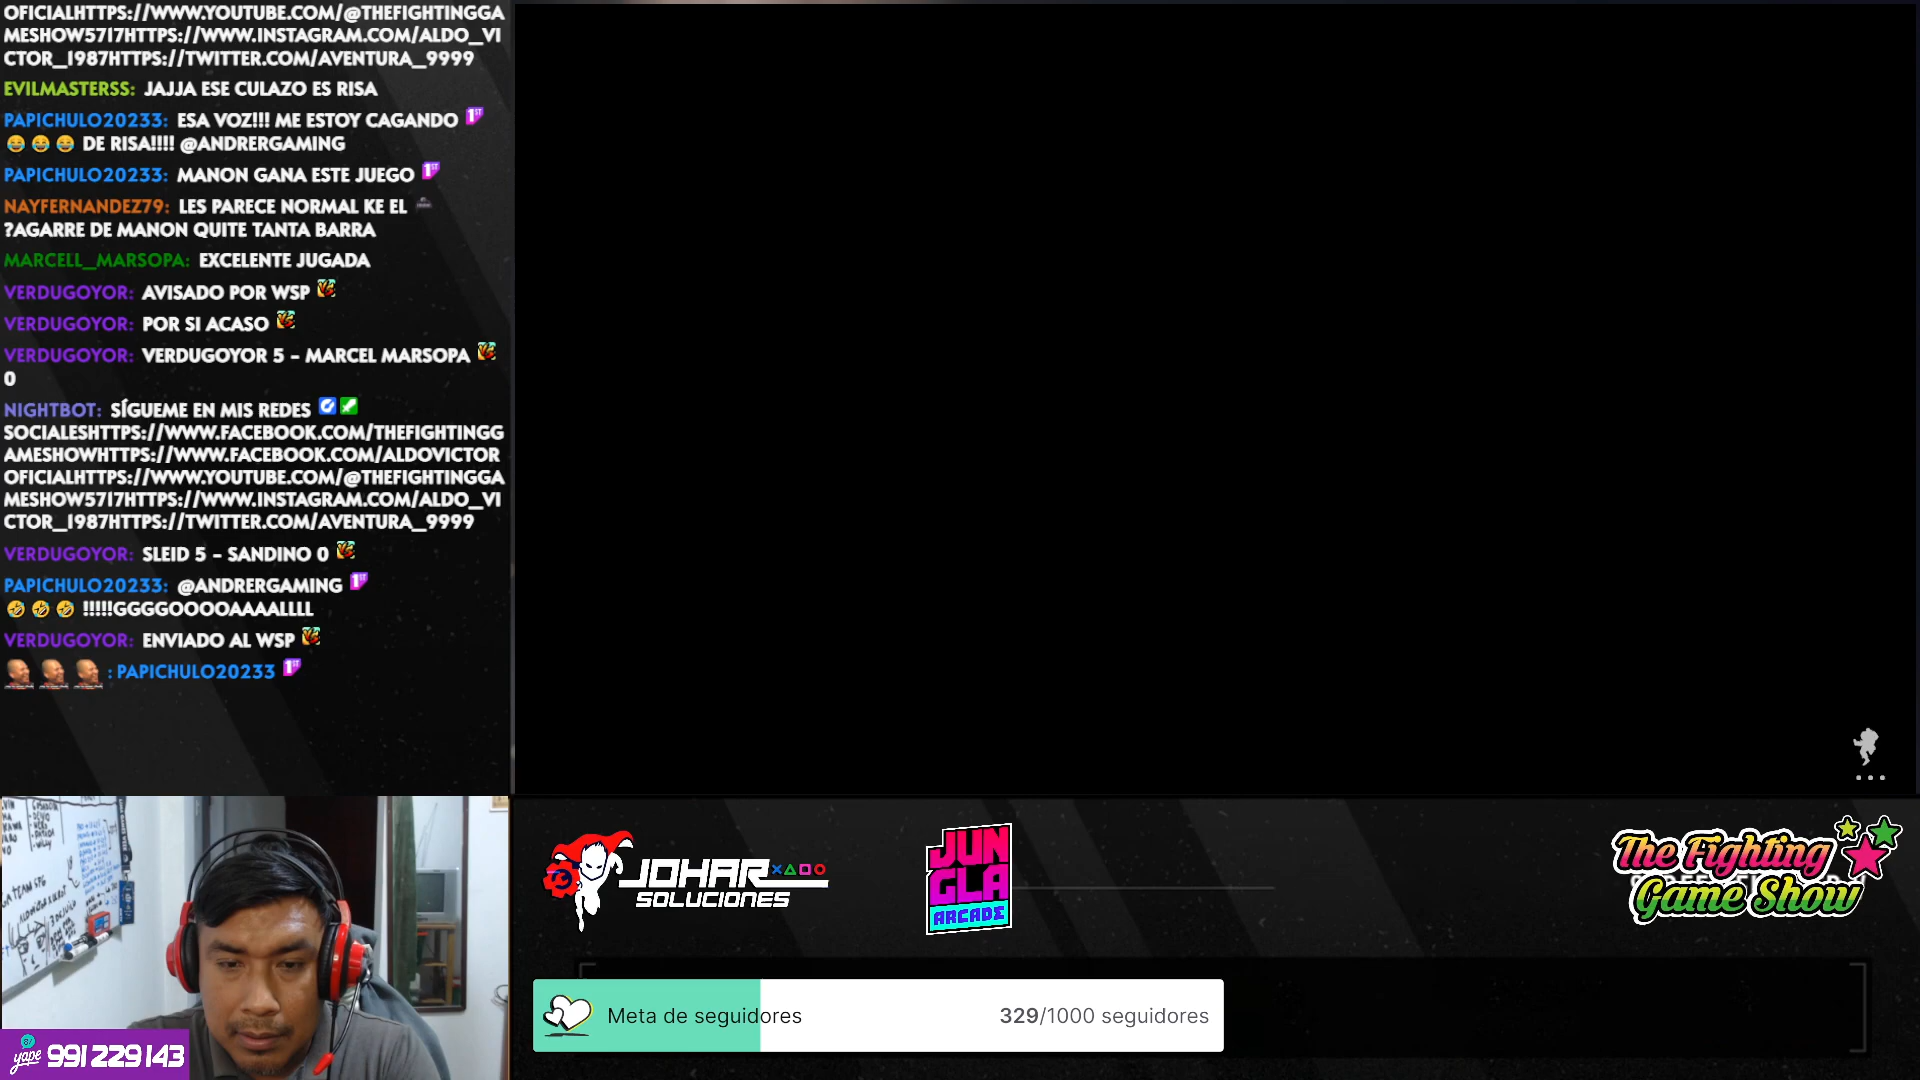 OFICIALHTTPS://WWW.YOUTUBE.COM/@THEFIGHTINGGA
MESHOW5717HTTPS://WWW.INSTAGRAM.COM/ALDO_VI
CTOR_1987HTTPS://TWITTER.COM/AVENTURA_9999
EVILMASTERSS: JAJJA ESE CULAZO ES RISA
PAPICHULO20233: ESA VOZ!!! ME ESTOY CAGANDO
😂 😂 😂 DE RISA!!!! @ANDRERGAMING
PAPICHULO20233: MANON GANA ESTE JUEGO
NAYFERNANDEZ79: LES PARECE NORMAL KE EL
?AGARRE DE MANON QUITE TANTA BARRA
MARCELL_MARSOPA: EXCELENTE JUGADA
VERDUGOYOR: AVISADO POR WSP
VERDUGOYOR: POR SI ACASO
VERDUGOYOR: VERDUGOYOR 5 - MARCEL MARSOPA
0
NIGHTBOT: SÍGUEME EN MIS REDES
SOCIALESHTTPS://WWW.FACEBOOK.COM/THEFIGHTINGG
AMESHOWHTTPS://WWW.FACEBOOK.COM/ALDOVICTOR
OFICIALHTTPS://WWW.YOUTUBE.COM/@THEFIGHTINGGA
MESHOW5717HTTPS://WWW.INSTAGRAM.COM/ALDO_VI
CTOR_1987HTTPS://TWITTER.COM/AVENTURA_9999
VERDUGOYOR: SLEID 5 - SANDINO 0
PAPICHULO20233: @ANDRERGAMING
🤣 🤣 🤣 !!!!!GGGGOOOOAAAALLLL
VERDUGOYOR: ENVIADO AL WSP
: PAPICHULO20233
JOHAR
SOLUCIONES
JUN
GLA
ARCADE
The Fighting
Game Show
Meta de seguidores
329/1000 seguidores
yape 991 229 143